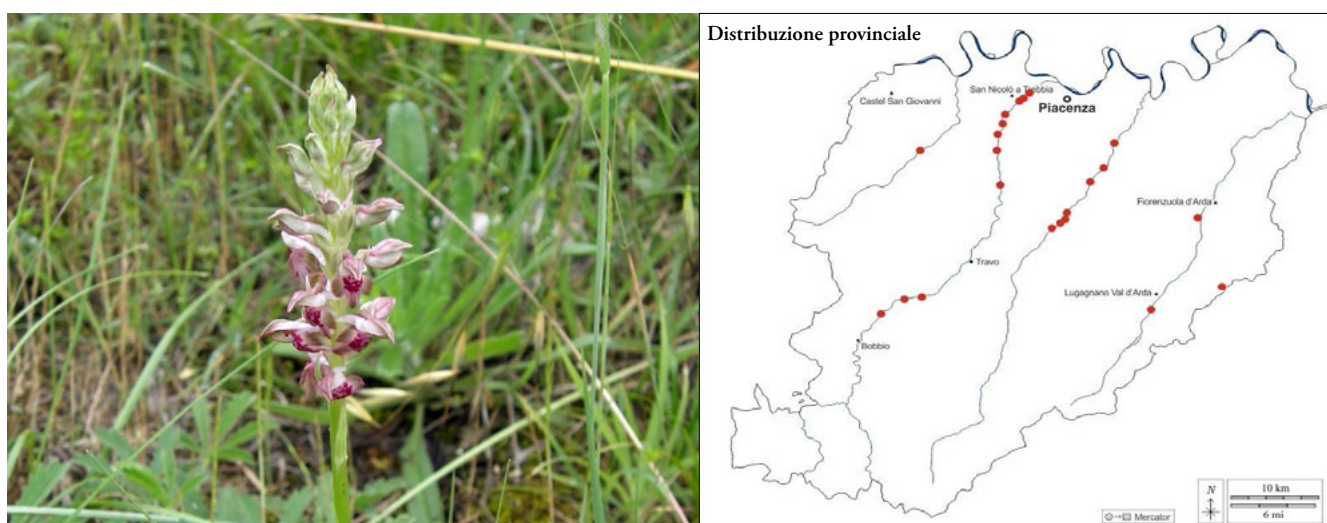 Distribuzione provinciale
Castel San Giovanni
San Nicolò a Trebbia
Piacenza
Fiorenzuola d'Arda
Travo
Lugagnano Val d'Arda
Bobbio
N
10 km
6 mi
Mercator